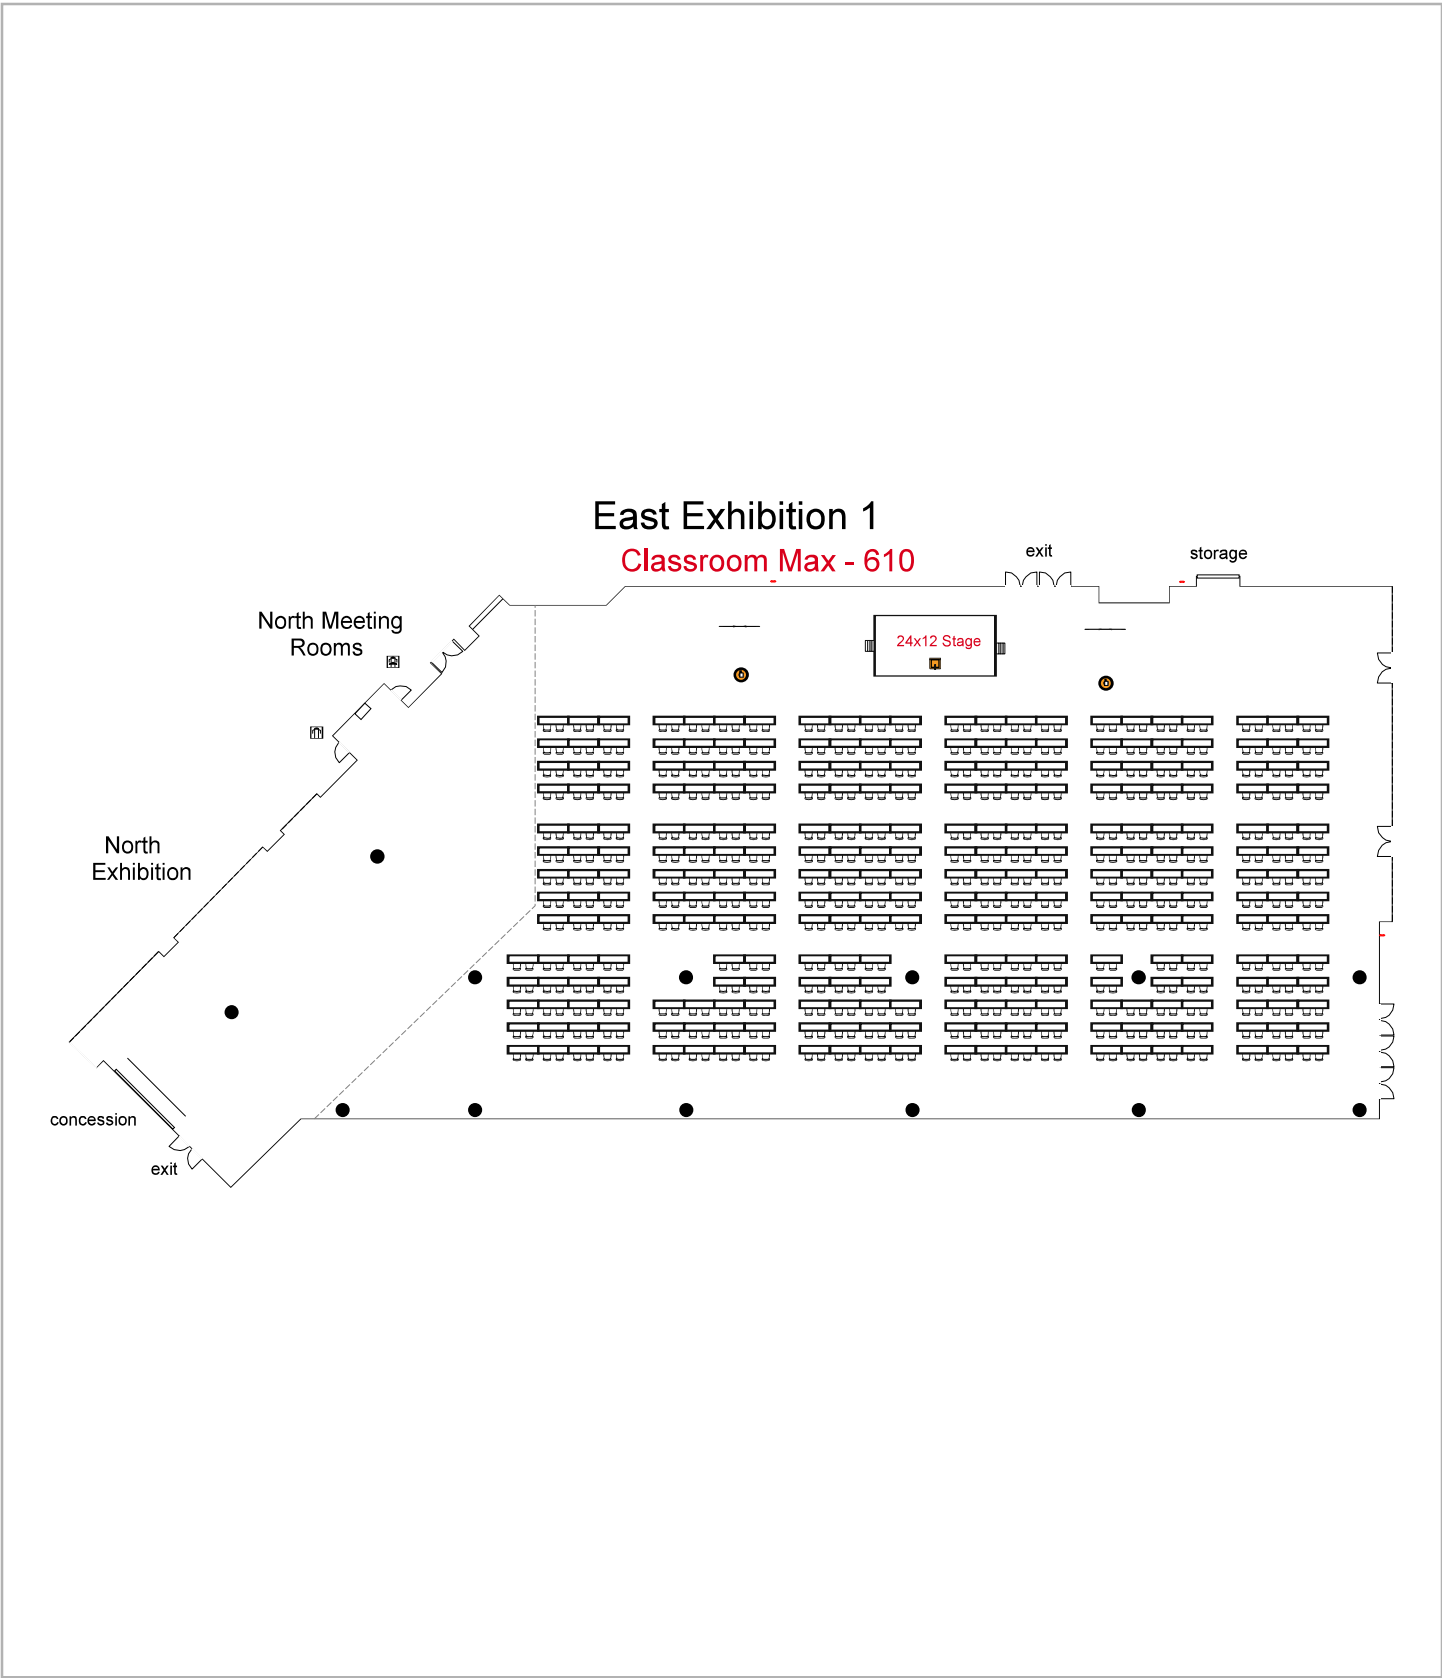 East Exhibition 1
Classroom Max - 610
exit
storage
North Meeting
Rooms
24x12 Stage
North
Exhibition
concession
exit